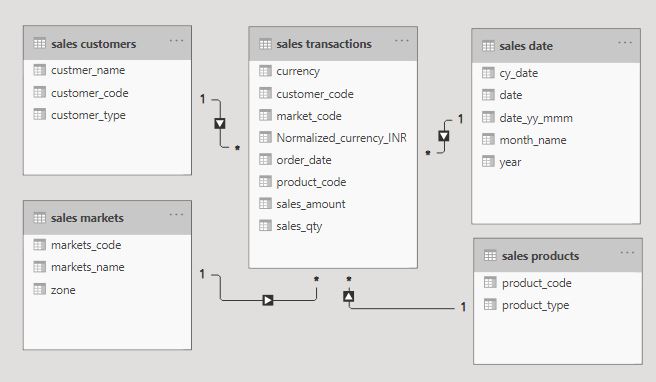 sales customers ...
custmer_name
customer_code
customer_type
sales transactions ...
currency
customer_code
market_code
Normalized_currency_INR
order_date
product_code
sales_amount
sales_qty
sales date ...
cy_date
date
date_yy_mmm
month_name
year
sales markets ...
markets_code
markets_name
zone
sales products ...
product_code
product_type
1
*
1
*
1
*
*
1